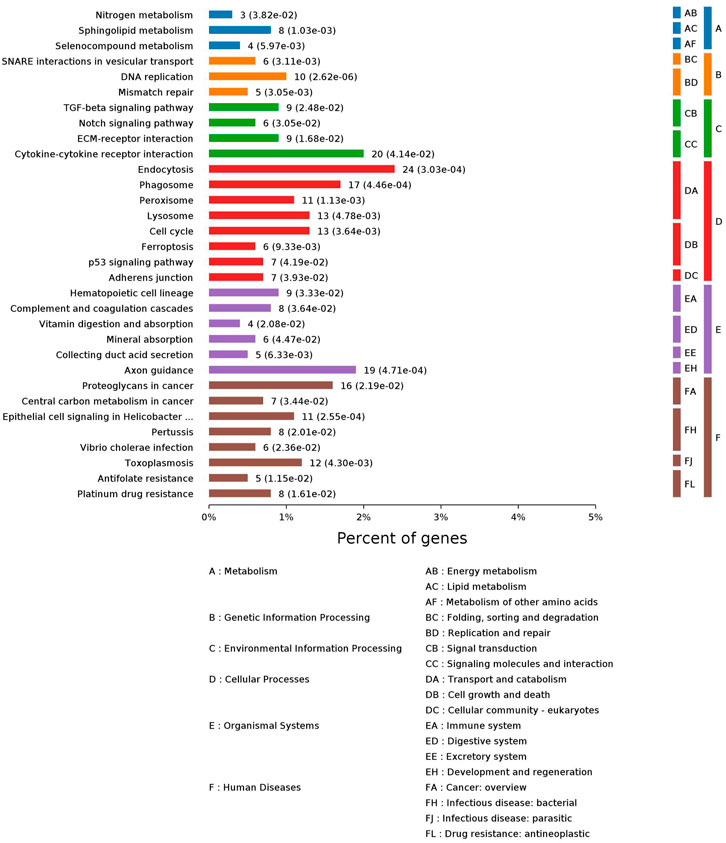 Nitrogen metabolism 3 (3.82e-02) AB
Sphingolipid metabolism 8 (1.03e-03) AC A
Selenocompound metabolism 4 (5.97e-03) AF
SNARE interactions in vesicular transport 6 (3.11e-03) BC
DNA replication 10 (2.62e-06) BD B
Mismatch repair 5 (3.05e-03)
TGF-beta signaling pathway 9 (2.48e-02) CB
Notch signaling pathway 6 (3.05e-02) C
ECM-receptor interaction 9 (1.68e-02) CC
Cytokine-cytokine receptor interaction 20 (4.14e-02)
Endocytosis 24 (3.03e-04)
Phagosome 17 (4.46e-04) DA
Peroxisome 11 (1.13e-03)
Lysosome 13 (4.78e-03) D
Cell cycle 13 (3.64e-03)
Ferroptosis 6 (9.33e-03) DB
p53 signaling pathway 7 (4.19e-02)
Adherens junction 7 (3.93e-02) DC
Hematopoietic cell lineage 9 (3.33e-02) EA
Complement and coagulation cascades 8 (3.64e-02)
Vitamin digestion and absorption 4 (2.08e-02) ED E
Mineral absorption 6 (4.47e-02)
Collecting duct acid secretion 5 (6.33e-03) EE
Axon guidance 19 (4.71e-04) EH
Proteoglycans in cancer 16 (2.19e-02) FA
Central carbon metabolism in cancer 7 (3.44e-02)
Epithelial cell signaling in Helicobacter ... 11 (2.55e-04)
Pertussis 8 (2.01e-02) FH F
Vibrio cholerae infection 6 (2.36e-02)
Toxoplasmosis 12 (4.30e-03) FJ
Antifolate resistance 5 (1.15e-02) FL
Platinum drug resistance 8 (1.61e-02)
0% 1% 2% 3% 4% 5%
Percent of genes
A : Metabolism AB : Energy metabolism
AC : Lipid metabolism
AF : Metabolism of other amino acids
B : Genetic Information Processing BC : Folding, sorting and degradation
BD : Replication and repair
C : Environmental Information Processing CB : Signal transduction
CC : Signaling molecules and interaction
D : Cellular Processes DA : Transport and catabolism
DB : Cell growth and death
DC : Cellular community - eukaryotes
E : Organismal Systems EA : Immune system
ED : Digestive system
EE : Excretory system
EH : Development and regeneration
F : Human Diseases FA : Cancer: overview
FH : Infectious disease: bacterial
FJ : Infectious disease: parasitic
FL : Drug resistance: antineoplastic